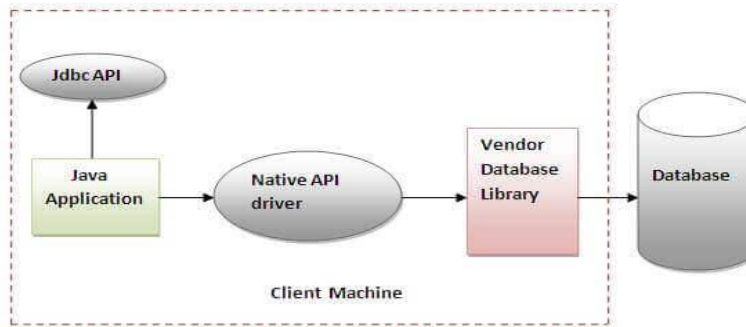 Jdbc API
Java
Application
Native API
driver
Vendor
Database
Library
Database
Client Machine